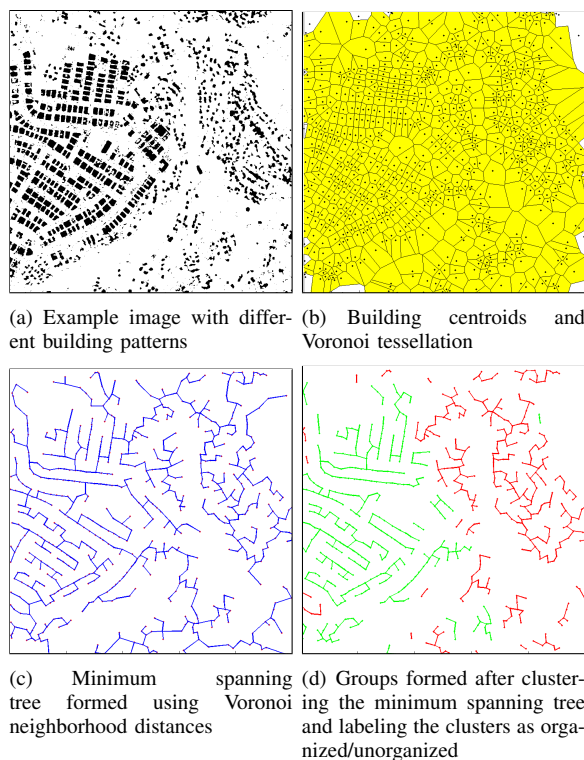 (a) Example image with differ-
ent building patterns
(b) Building centroids and
Voronoi tessellation
(c) Minimum spanning
tree formed using Voronoi
neighborhood distances
(d) Groups formed after cluster-
ing the minimum spanning tree
and labeling the clusters as orga-
nized/unorganized